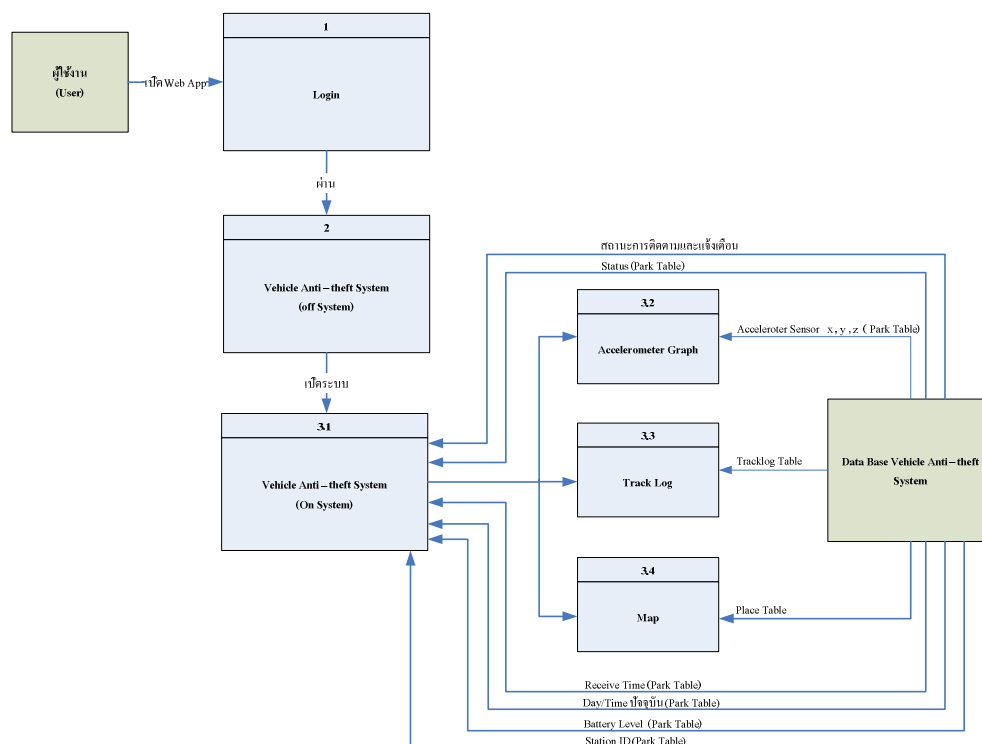 1
ผู้ใช้งาน
(User)
เปิด Web App
Login
ผ่าน
2
Vehicle Anti-theft System
(off System)
เปิดระบบ
3.1
Vehicle Anti-theft System
(On System)
สถานะการติดตามและแจ้งเตือน
Status (Park Table)
3.2
Accelerometer Graph
Acceleroter Sensor x, y, z ( Park Table)
3.3
Track Log
Tracklog Table
Data Base Vehicle Anti-theft
System
3.4
Map
Place Table
Receive Time (Park Table)
Day/Time ปัจจุบัน (Park Table)
Battery Level (Park Table)
Station ID (Park Table)